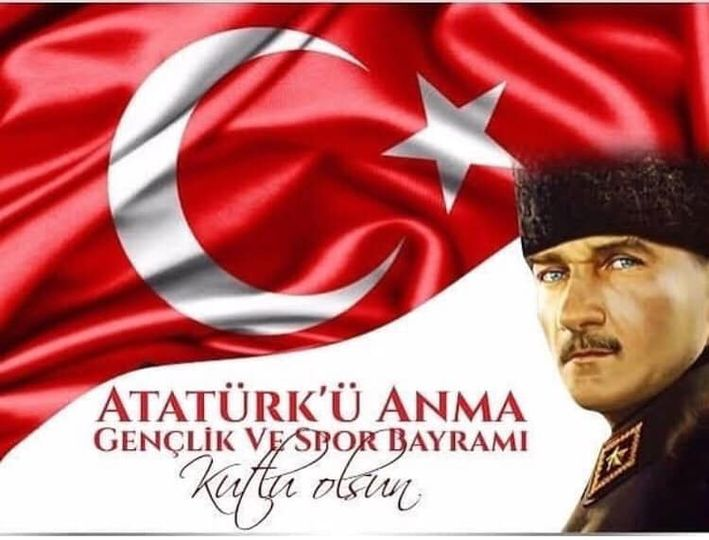 ATATÜRK'Ü ANMA
GENÇLİK VE SPOR BAYRAMI
Kutlu olsun.